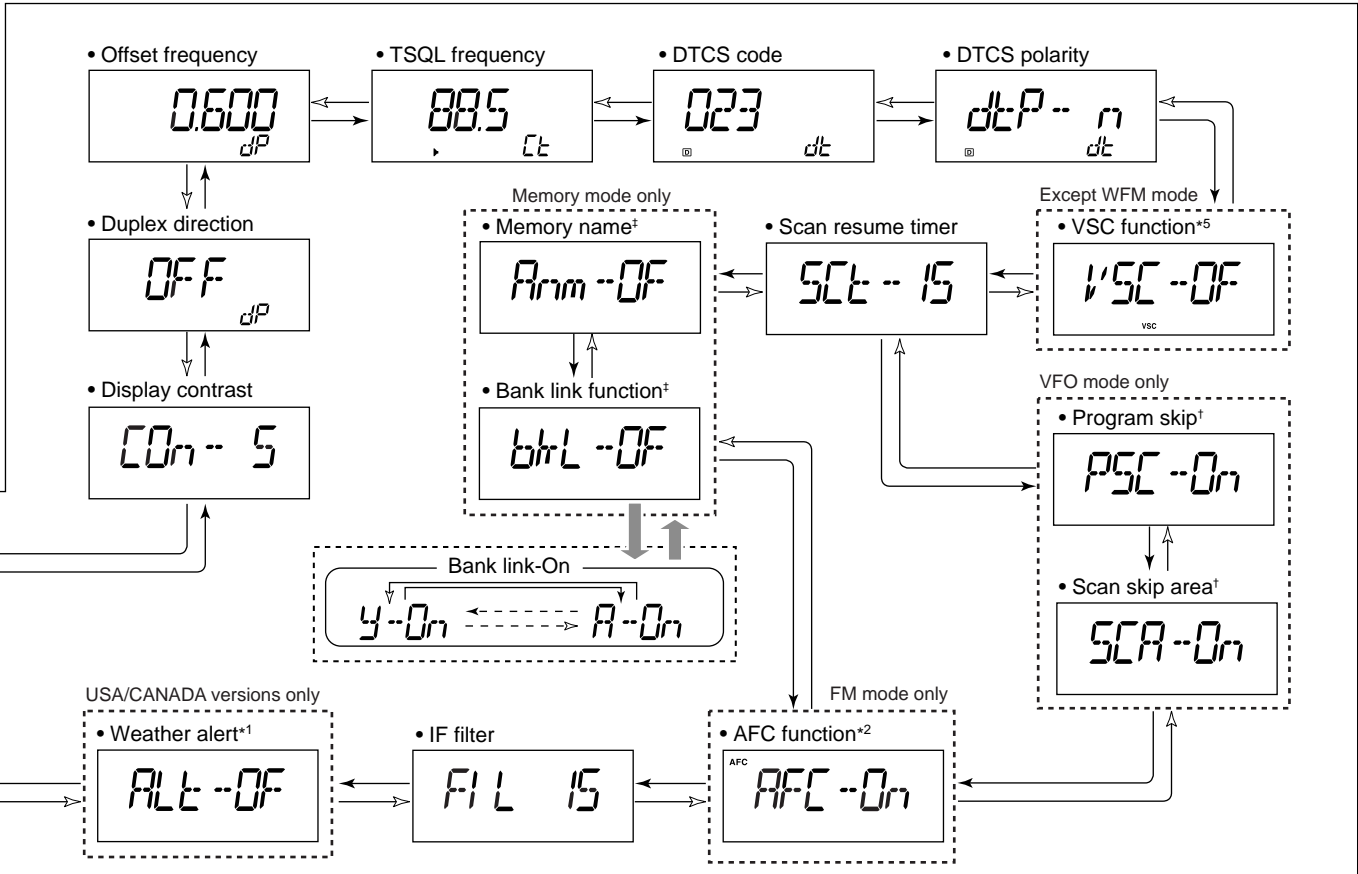 • Offset frequency
0.600
dP
• TSQL frequency
88.5
Ct
• DTCS code
023
D
dt
• DTCS polarity
dtP- n
D
dt
• Duplex direction
OFF
dP
Memory mode only
• Memory name‡
Anm -OF
• Scan resume timer
SCt - 15
Except WFM mode
• VSC function*5
VSC -OF
VSC
• Display contrast
COn- 5
• Bank link function‡
bkL -OF
VFO mode only
• Program skip†
PSC -On
Bank link-On
y-On
A-On
• Scan skip area†
SCA -On
USA/CANADA versions only
• Weather alert*1
ALt -OF
• IF filter
FI L 15
FM mode only
• AFC function*2
AFC
AFC -On